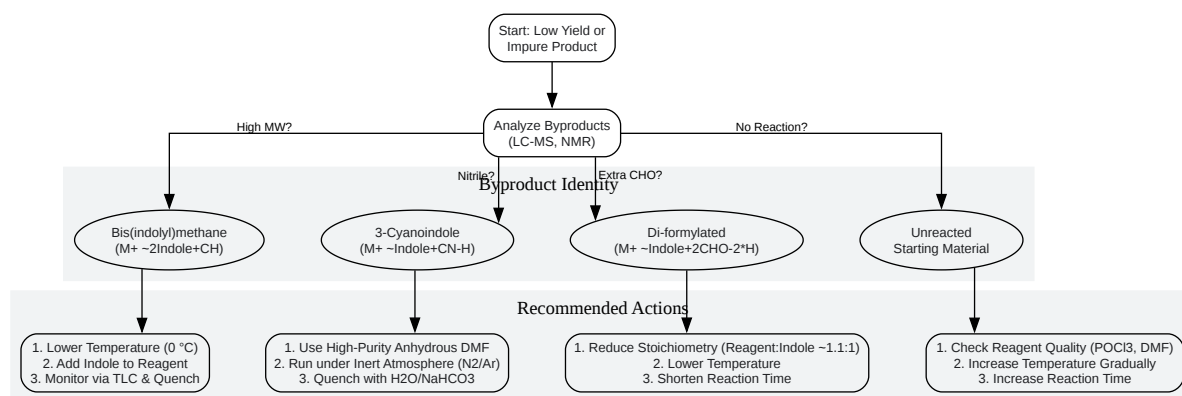 Start: Low Yield or
Impure Product
Analyze Byproducts
(LC-MS, NMR)
High MW?
No Reaction?
Nitrile?
Extra CHO?
Byproduct Identity
Bis(indolyl)methane
(M+ ~2Indole+CH)
3-Cyanoindole
(M+ ~Indole+CN-H)
Di-formylated
(M+ ~Indole+2CHO-2*H)
Unreacted
Starting Material
Recommended Actions
1. Lower Temperature (0 °C)
2. Add Indole to Reagent
3. Monitor via TLC & Quench
1. Use High-Purity Anhydrous DMF
2. Run under Inert Atmosphere (N2/Ar)
3. Quench with H2O/NaHCO3
1. Reduce Stoichiometry (Reagent:Indole ~1.1:1)
2. Lower Temperature
3. Shorten Reaction Time
1. Check Reagent Quality (POCl3, DMF)
2. Increase Temperature Gradually
3. Increase Reaction Time